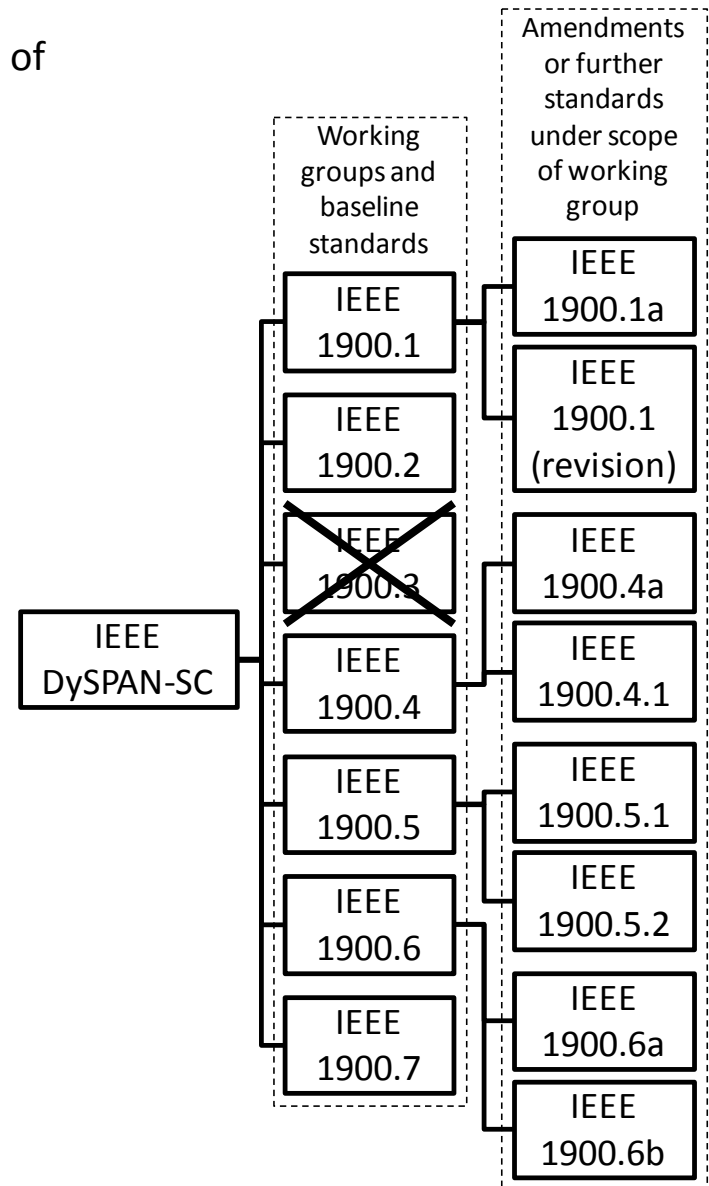 of
Amendments
or further
standards
under scope
of working
group
Working
groups and
baseline
standards
IEEE
DySPAN-SC
IEEE
1900.1
IEEE
1900.2
IEEE
1900.3
IEEE
1900.4
IEEE
1900.5
IEEE
1900.6
IEEE
1900.7
IEEE
1900.1a
IEEE
1900.1
(revision)
IEEE
1900.4a
IEEE
1900.4.1
IEEE
1900.5.1
IEEE
1900.5.2
IEEE
1900.6a
IEEE
1900.6b